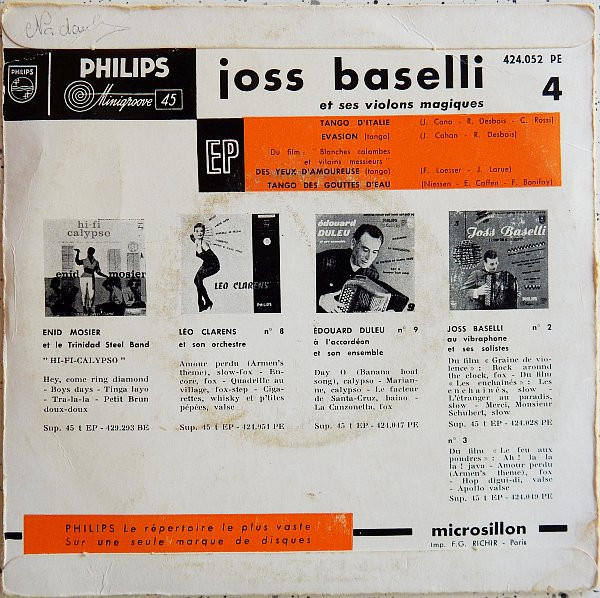 PHILIPS
Minigroove 45
PHILIPS
joss baselli
et ses violons magiques
424.052 PE
4
EP
TANGO D'ITALIE (J. Cano - R. Desbois - C. Rossi)
EVASION (tango) (J. Cahan - R. Desbois)
Du film : " Blanches colombes
et vilains messieurs "
DES YEUX D'AMOUREUSE (tango) (F. Loesser - J. Larue)
TANGO DES GOUTTES D'EAU (Niessen - E. Caffen - F. Bonifay)
hi-fi
calypso
enid mosier
LEO CLARENS
PHILIPS
édouard
DULEU
9
Joss Baselli
ENID MOSIER
et le Trinidad Steel Band
" HI-FI-CALYPSO "
Hey, come ring diamond
- Boys days - Tinga layo
- Tra-la-la - Petit Brun
doux-doux
Sup. 45 t EP - 429.293 BE
LÉO CLARENS n° 8
et son orchestre
Amour perdu (Armen's
theme), slow-fox - En-
core, fox - Quadrille au
village, fox-step - Ciga-
rettes, whisky et p'tites
pépées, valse
Sup. 45 t EP - 424.951 PE
ÉDOUARD DULEU n° 9
à l'accordéon
et son ensemble
Day O (Banana boat
song), calypso - Marian-
ne, calypso - Le facteur
de Santa-Cruz, baiao -
La Canzonetta, fox
Sup. 45 t EP - 424.047 PE
JOSS BASELLI n° 2
au vibraphone
et ses solistes
Du film « Graine de vio-
lence » : Rock around
the clock, fox - Du film
« Les enchaînés » : Les
enchaînés, slow -
L'étranger au paradis,
slow - Merci, Monsieur
Schubert, slow
Sup. 45 t EP - 424.028 PE
n° 3
Du film « Le feu aux
poudres » : Ah ! la la
la ! java - Amour perdu
(Armen's theme), fox
- Hop digui-di, valse
- Apollo valse
Sup. 45 t EP - 424.049 PE
PHILIPS Le répertoire le plus vaste
Sur une seule marque de disques
microsillon
Imp. F.G. RICHIR - Paris